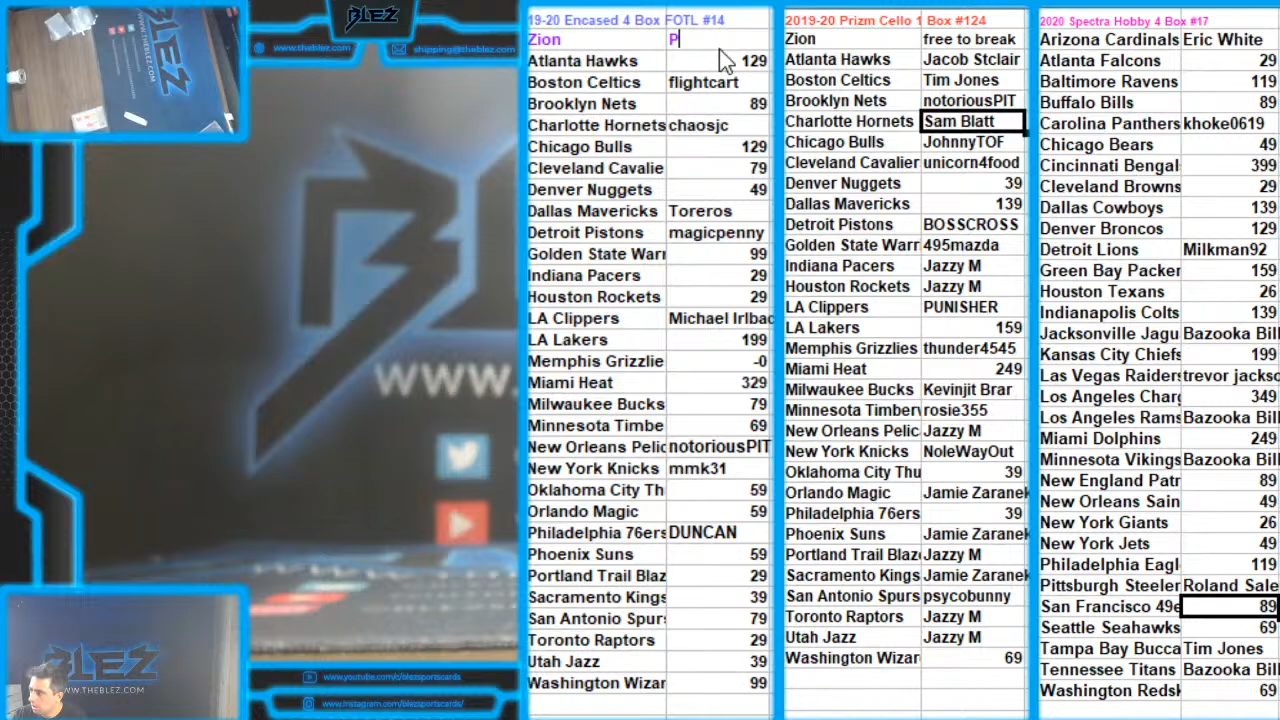 BLEZ
www.theblez.com
shipping@theblez.com
BLEZ
WWW.
BLEZ
WWW.THEBLEZ.COM
www.youtube.com/c/blezsportscards
www.instagram.com/blezsportscards/
19-20 Encased 4 Box FOTL #14
Zion P
Atlanta Hawks 129
Boston Celtics flightcart
Brooklyn Nets 89
Charlotte Hornets chaosjc
Chicago Bulls 129
Cleveland Cavalie 79
Denver Nuggets 49
Dallas Mavericks Toreros
Detroit Pistons magicpenny
Golden State Warr 99
Indiana Pacers 29
Houston Rockets 29
LA Clippers Michael Irlbac
LA Lakers 199
Memphis Grizzlie -0
Miami Heat 329
Milwaukee Bucks 79
Minnesota Timbe 69
New Orleans Pelic notoriousPIT
New York Knicks mmk31
Oklahoma City Th 59
Orlando Magic 59
Philadelphia 76ers DUNCAN
Phoenix Suns 59
Portland Trail Blaz 29
Sacramento Kings 39
San Antonio Spurs 79
Toronto Raptors 29
Utah Jazz 39
Washington Wizar 99
2019-20 Prizm Cello 1 Box #124
Zion free to break
Atlanta Hawks Jacob Stclair
Boston Celtics Tim Jones
Brooklyn Nets notoriousPIT
Charlotte Hornets Sam Blatt
Chicago Bulls JohnnyTOF
Cleveland Cavalier unicorn4food
Denver Nuggets 39
Dallas Mavericks 139
Detroit Pistons BOSSCROSS
Golden State Warr 495mazda
Indiana Pacers Jazzy M
Houston Rockets Jazzy M
LA Clippers PUNISHER
LA Lakers 159
Memphis Grizzlies thunder4545
Miami Heat 249
Milwaukee Bucks Kevinjit Brar
Minnesota Timberv rosie355
New Orleans Pelic Jazzy M
New York Knicks NoleWayOut
Oklahoma City Thu 39
Orlando Magic Jamie Zaranek
Philadelphia 76ers 39
Phoenix Suns Jamie Zaranek
Portland Trail Blaze Jazzy M
Sacramento Kings Jamie Zaranek
San Antonio Spurs psycobunny
Toronto Raptors Jazzy M
Utah Jazz Jazzy M
Washington Wizar 69
2020 Spectra Hobby 4 Box #17
Arizona Cardinals Eric White
Atlanta Falcons 29
Baltimore Ravens 119
Buffalo Bills 89
Carolina Panthers khoke0619
Chicago Bears 49
Cincinnati Bengal 399
Cleveland Browns 29
Dallas Cowboys 139
Denver Broncos 129
Detroit Lions Milkman92
Green Bay Packer 159
Houston Texans 26
Indianapolis Colts 139
Jacksonville Jagu Bazooka Bill
Kansas City Chiefs 199
Las Vegas Raiders trevor jackso
Los Angeles Charg 349
Los Angeles Rams Bazooka Bill
Miami Dolphins 249
Minnesota Vikings Bazooka Bill
New England Patr 89
New Orleans Sain 49
New York Giants 26
New York Jets 49
Philadelphia Eagl 119
Pittsburgh Steeler Roland Sale
San Francisco 49e 89
Seattle Seahawks 69
Tampa Bay Bucca Tim Jones
Tennessee Titans Bazooka Bill
Washington Redsk 69